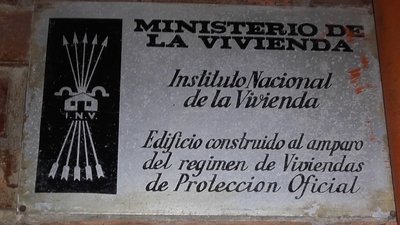 MINISTERIO DE
LA VIVIENDA
Instituto Nacional
de la Vivienda
I.N.V.
Edificio construido al amparo
del regimen de Viviendas
de Proteccion Oficial